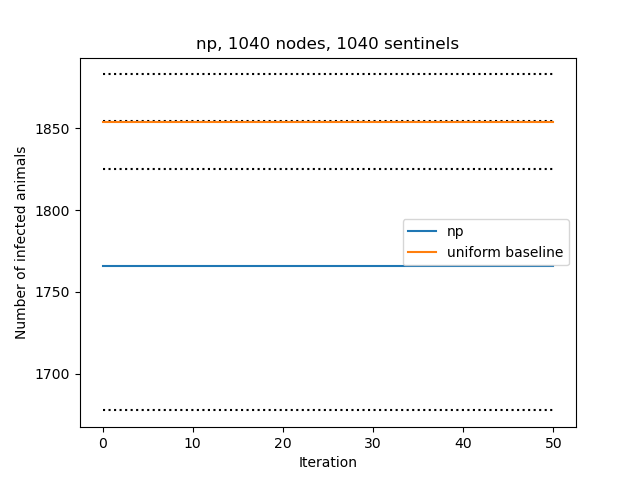 np, 1040 nodes, 1040 sentinels
Number of infected animals
1850
1800
1750
1700
np
uniform baseline
0 10 20 30 40 50
Iteration